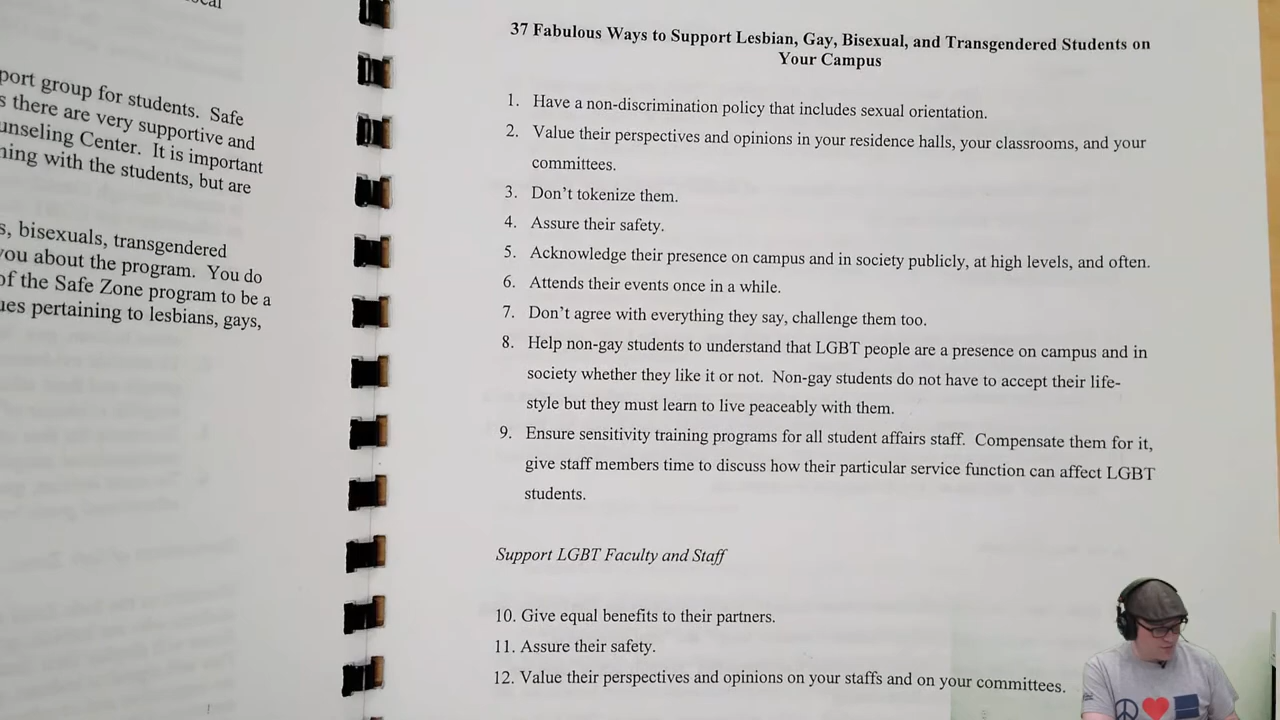 port group for students. Safe
s there are very supportive and
unseling Center. It is important
ning with the students, but are
s, bisexuals, transgendered
you about the program. You do
of the Safe Zone program to be a
ues pertaining to lesbians, gays,
37 Fabulous Ways to Support Lesbian, Gay, Bisexual, and Transgendered Students on
Your Campus
1. Have a non-discrimination policy that includes sexual orientation.
2. Value their perspectives and opinions in your residence halls, your classrooms, and your
committees.
3. Don't tokenize them.
4. Assure their safety.
5. Acknowledge their presence on campus and in society publicly, at high levels, and often.
6. Attends their events once in a while.
7. Don't agree with everything they say, challenge them too.
8. Help non-gay students to understand that LGBT people are a presence on campus and in
society whether they like it or not. Non-gay students do not have to accept their life-
style but they must learn to live peaceably with them.
9. Ensure sensitivity training programs for all student affairs staff. Compensate them for it,
give staff members time to discuss how their particular service function can affect LGBT
students.
Support LGBT Faculty and Staff
10. Give equal benefits to their partners.
11. Assure their safety.
12. Value their perspectives and opinions on your staffs and on your committees.